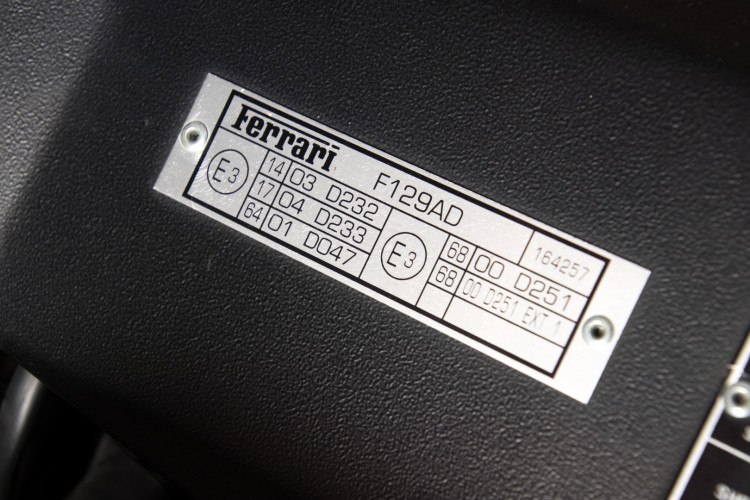 Ferrari F129AD 164257
E3
14 03 D232
17 04 D233
64 01 D047
E3
68 00 D251
68 00 D251 EXT 1